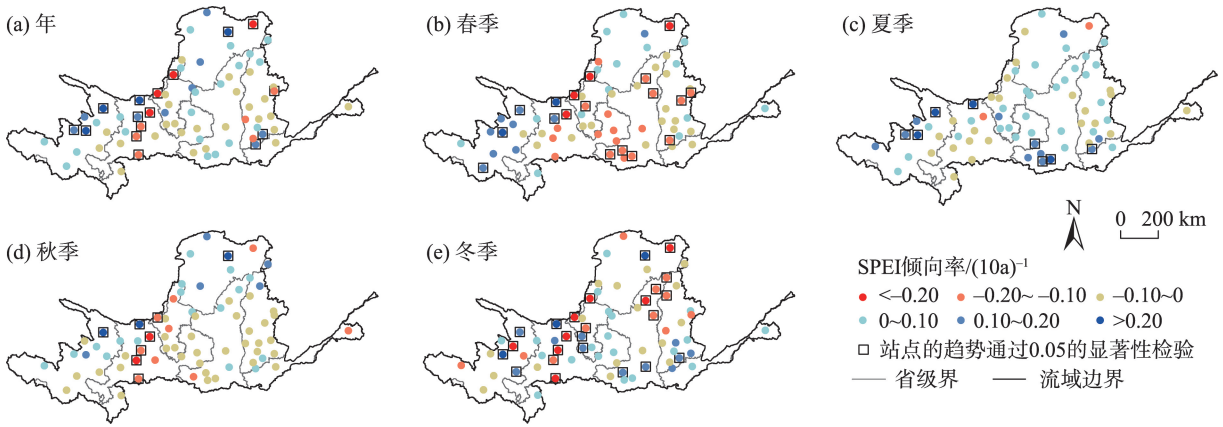 (a) 年
(b) 春季
(c) 夏季
(d) 秋季
(e) 冬季
N
0 200 km
SPEI倾向率/(10a)⁻¹
<–0.20 –0.20~ –0.10 –0.10~0
0~0.10 0.10~0.20 >0.20
站点的趋势通过0.05的显著性检验
省级界 流域边界